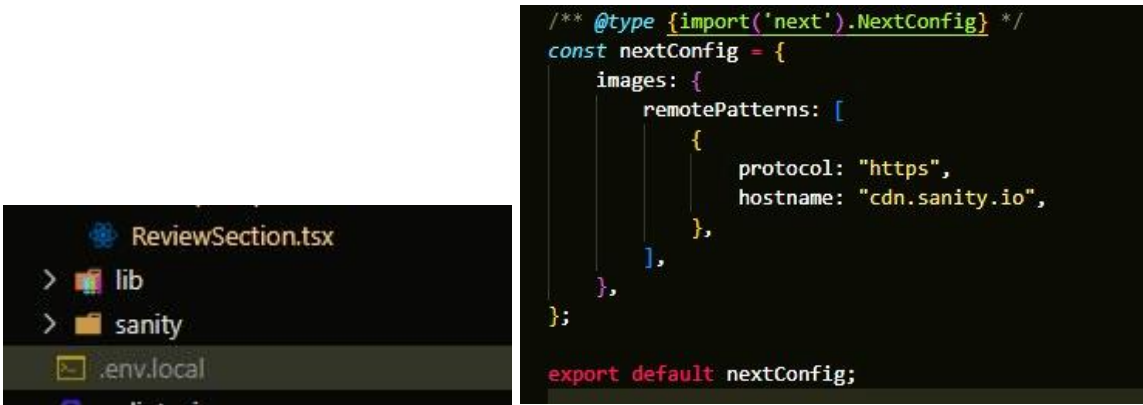 ReviewSection.tsx
lib
sanity
.env.local
/** @type {import('next').NextConfig} */
const nextConfig = {
    images: {
        remotePatterns: [
            {
                protocol: "https",
                hostname: "cdn.sanity.io",
            },
        ],
    },
};
export default nextConfig;